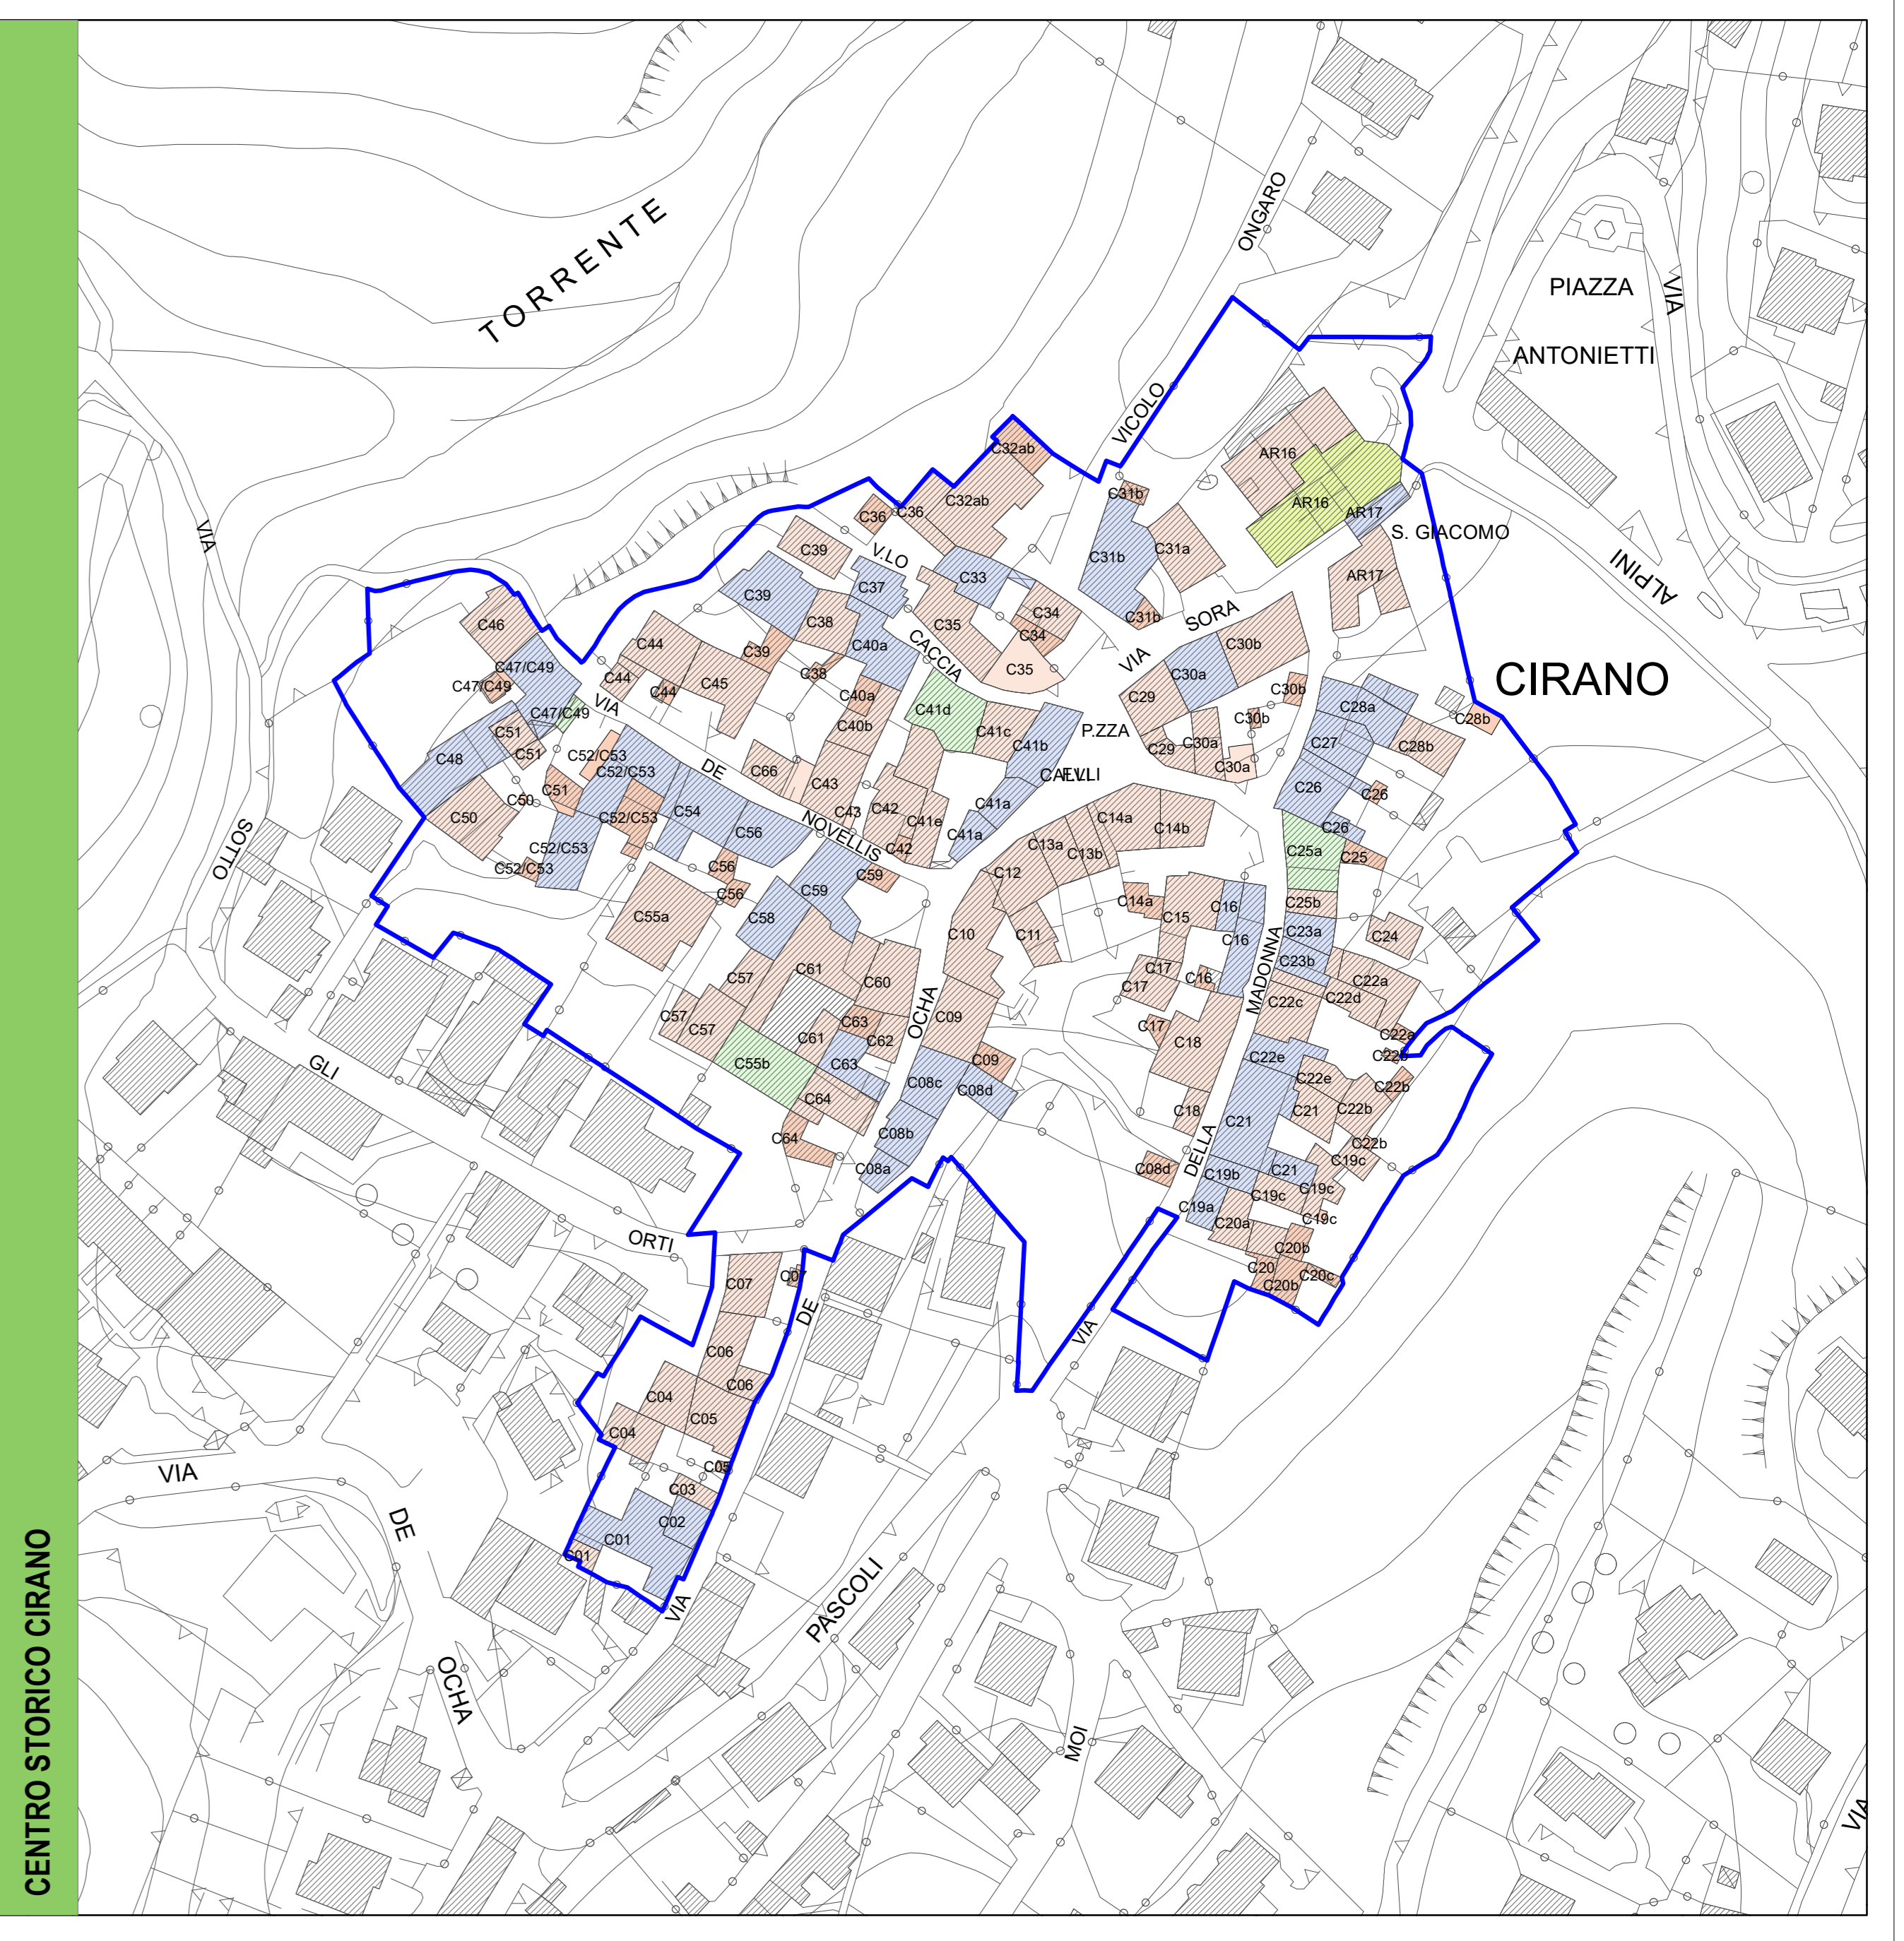 CENTRO STORICO CIRANO
TORRENTE
ONGARO
PIAZZA
VIA
ANTONIETTI
VICOLO
C32ab
AR16
C32ab
C31b
AR16
AR17
C36
C36
S. GIACOMO
VIA
C39
V.LO
C31b
C31a
ALPINI
C37
C33
AR17
C39
C34
C31b
SORA
C46
C38
C35
C34
C44
C39
C40a
CACCIA
C30b
VIA
CIRANO
C47/C49
C35
C38
C30a
C44
C45
C47/C49
C44
C40a
C29
C30b
VIA
C47/C49
C41d
C28a
C40b
C30b
C28b
C51
C41c
P.ZZA
C41b
C30a
C27
C28b
C51
C52/C53
C29
C48
C52/C53
DE
C66
C30a
CALVI
C43
C26
C51
C26
C50
C41a
C54
C43
C42
C50
C52/C53
C41e
C14a
C56
NOVELLIS
C14b
C26
C41a
SOTTO
C52/C53
C42
C13a
C13b
C25a
C25
C52/C53
C56
C59
C12
C56
C59
C14a
C25b
C55a
C58
C15
C16
C10
C11
C23a
C24
C16
MADONNA
C23b
C61
C17
C57
C60
C16
C22a
C17
C22d
C22c
C57
C57
C63
OCHA
C09
C17
C22a
C61
C62
C18
C22e
C22b
GLI
C55b
C63
C09
C08c
C08d
C22e
C22b
C64
C18
C21
C22b
C21
C64
C08b
C22b
DELLA
C19c
C08a
C08d
C19b
C21
C19c
C19c
C19a
C19c
C20a
ORTI
C20b
C20
C20c
C07
C07
C20b
DE
VIA
C06
C06
C04
C05
C04
C05
VIA
C03
DE
C02
C01
C01
VIA
PASCOLI
OCHA
MOI
VIA